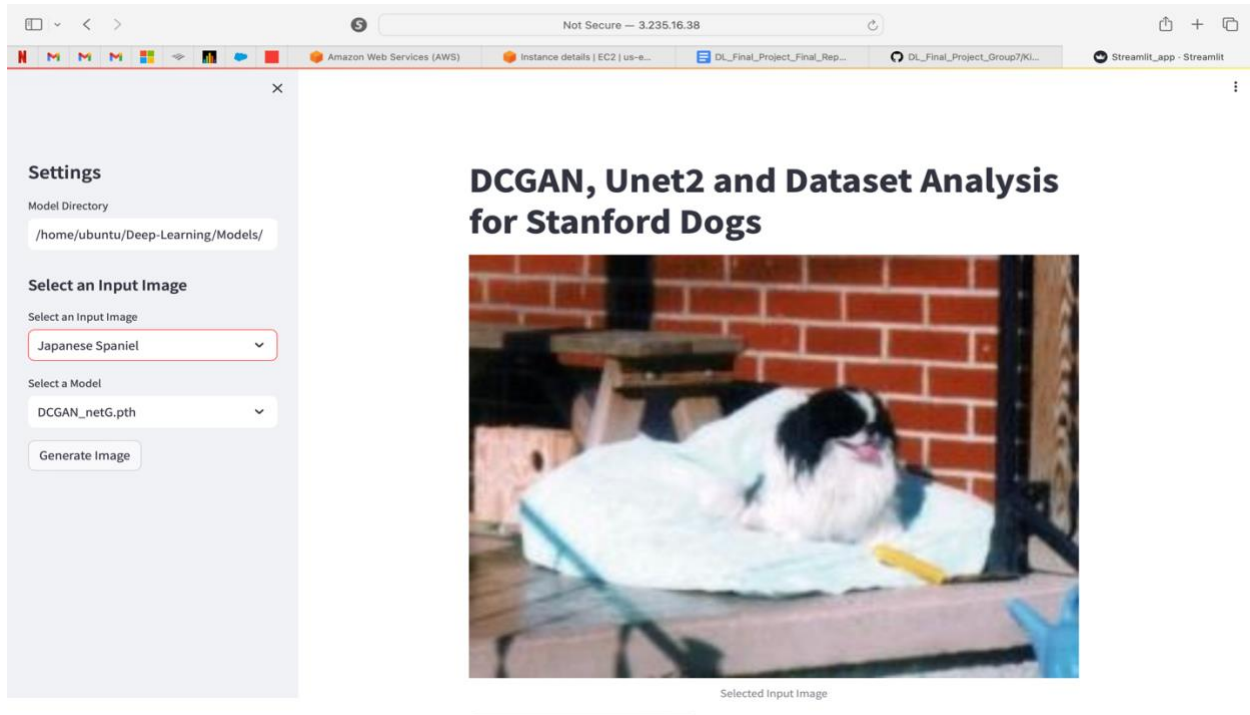 Not Secure — 3.235.16.38
Amazon Web Services (AWS)
Instance details | EC2 | us-e...
DL_Final_Project_Final_Rep...
DL_Final_Project_Group7/Ki...
Streamlit_app · Streamlit
Settings
Model Directory
/home/ubuntu/Deep-Learning/Models/
Select an Input Image
Select an Input Image
Japanese Spaniel
Select a Model
DCGAN_netG.pth
Generate Image
DCGAN, Unet2 and Dataset Analysis
for Stanford Dogs
Selected Input Image